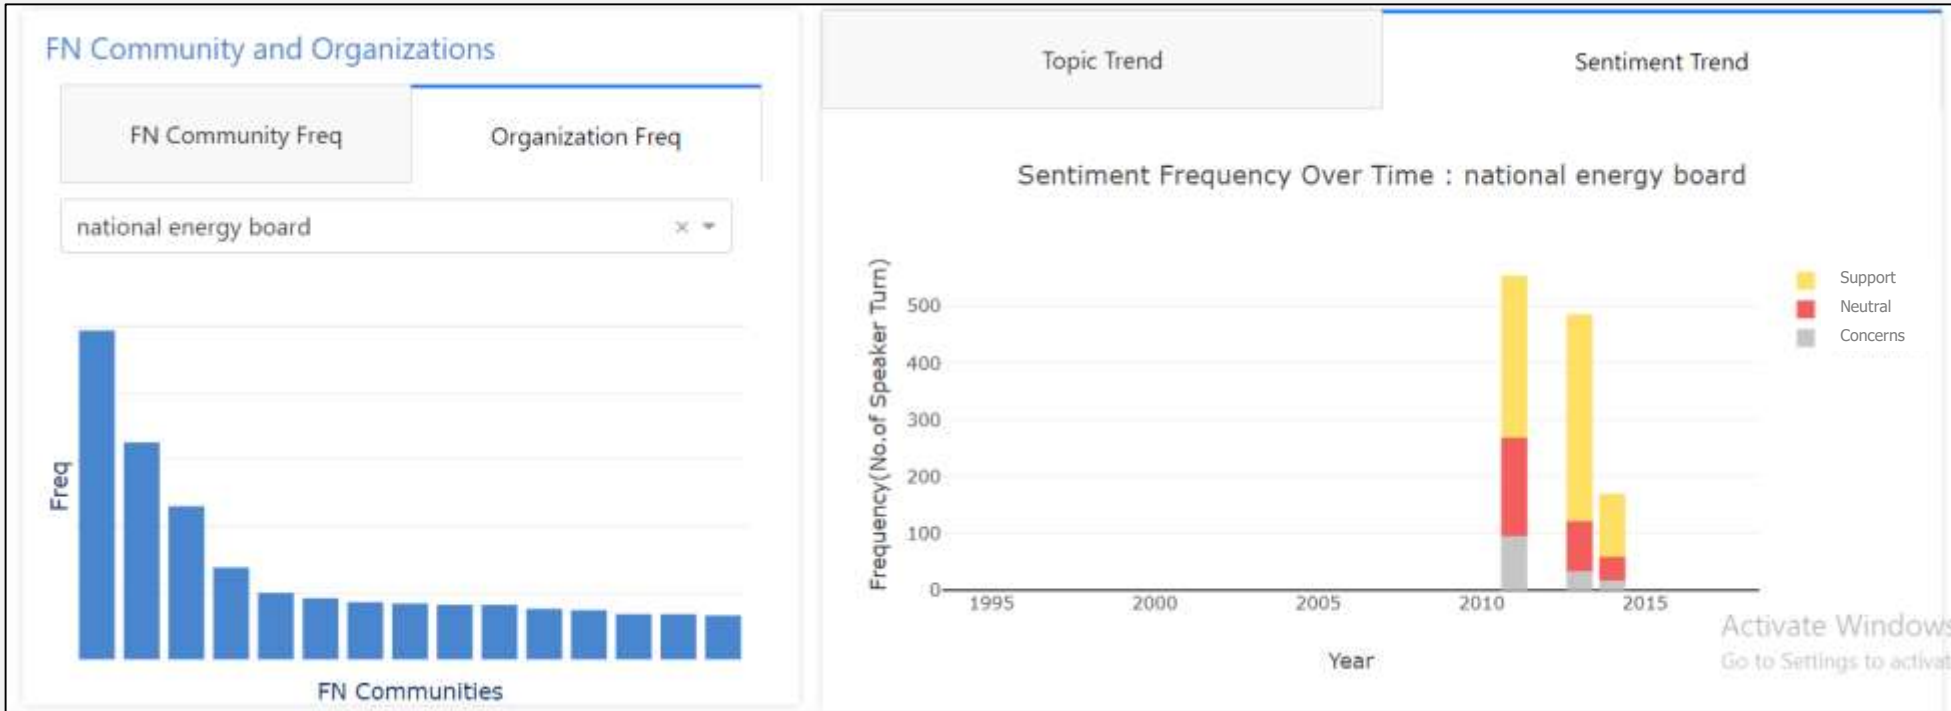 FN Community and Organizations
FN Community Freq
Organization Freq
national energy board
× 
Freq
FN Communities
Topic Trend
Sentiment Trend
Sentiment Frequency Over Time : national energy board
Frequency(No.of Speaker Turn)
500
400
300
200
100
0
1995 2000 2005 2010 2015
Year
Support
Neutral
Concerns
Activate Windows
Go to Settings to activat